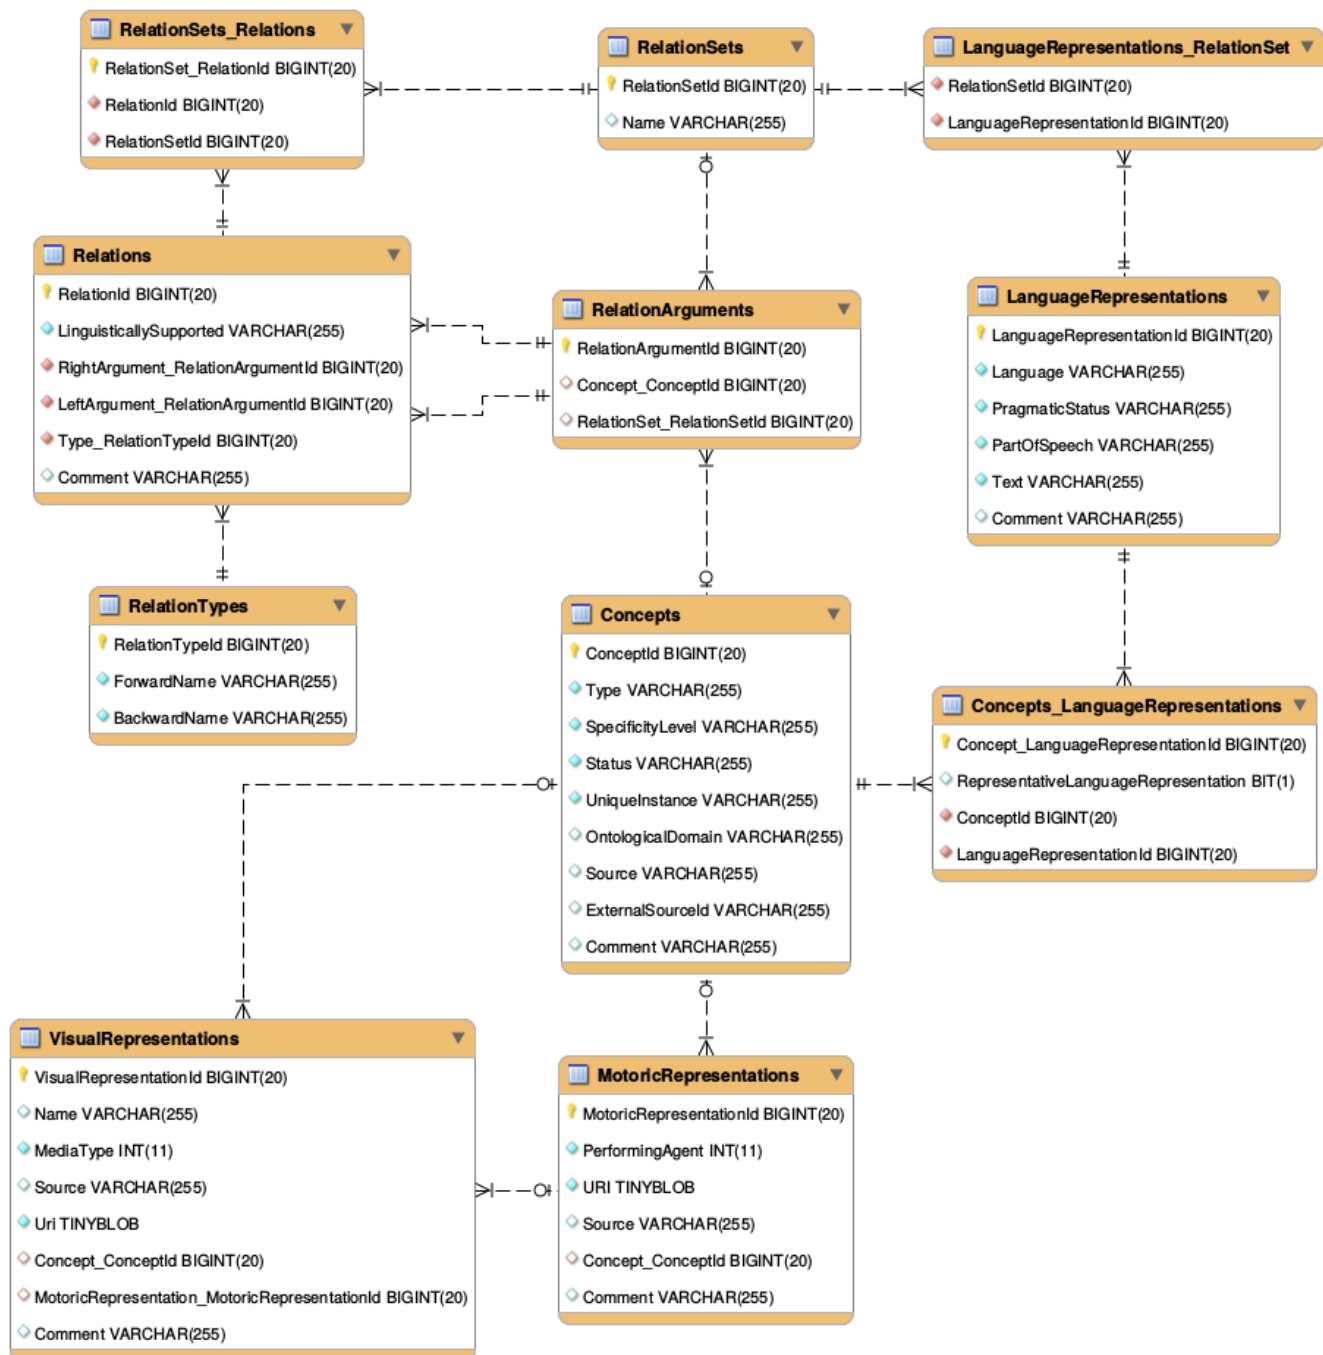 RelationSets_Relations
RelationSet_RelationId BIGINT(20)
RelationId BIGINT(20)
RelationSetId BIGINT(20)
RelationSets
RelationSetId BIGINT(20)
Name VARCHAR(255)
LanguageRepresentations_RelationSet
RelationSetId BIGINT(20)
LanguageRepresentationId BIGINT(20)
Relations
RelationId BIGINT(20)
LinguisticallySupported VARCHAR(255)
RightArgument_RelationArgumentId BIGINT(20)
LeftArgument_RelationArgumentId BIGINT(20)
Type_RelationTypeId BIGINT(20)
Comment VARCHAR(255)
RelationArguments
RelationArgumentId BIGINT(20)
Concept_ConceptId BIGINT(20)
RelationSet_RelationSetId BIGINT(20)
LanguageRepresentations
LanguageRepresentationId BIGINT(20)
Language VARCHAR(255)
PragmaticStatus VARCHAR(255)
PartOfSpeech VARCHAR(255)
Text VARCHAR(255)
Comment VARCHAR(255)
RelationTypes
RelationTypeId BIGINT(20)
ForwardName VARCHAR(255)
BackwardName VARCHAR(255)
Concepts
ConceptId BIGINT(20)
Type VARCHAR(255)
SpecificityLevel VARCHAR(255)
Status VARCHAR(255)
UniqueInstance VARCHAR(255)
OntologicalDomain VARCHAR(255)
Source VARCHAR(255)
ExternalSourceId VARCHAR(255)
Comment VARCHAR(255)
Concepts_LanguageRepresentations
Concept_LanguageRepresentationId BIGINT(20)
RepresentativeLanguageRepresentation BIT(1)
ConceptId BIGINT(20)
LanguageRepresentationId BIGINT(20)
VisualRepresentations
VisualRepresentationId BIGINT(20)
Name VARCHAR(255)
MediaType INT(11)
Source VARCHAR(255)
Uri TINYBLOB
Concept_ConceptId BIGINT(20)
MotoricRepresentation_MotoricRepresentationId BIGINT(20)
Comment VARCHAR(255)
MotoricRepresentations
MotoricRepresentationId BIGINT(20)
PerformingAgent INT(11)
URI TINYBLOB
Source VARCHAR(255)
Concept_ConceptId BIGINT(20)
Comment VARCHAR(255)